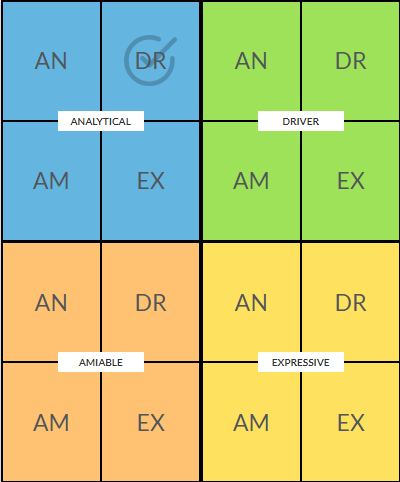 AN DR AN DR
ANALYTICAL DRIVER
AM EX AM EX
AN DR AN DR
AMIABLE EXPRESSIVE
AM EX AM EX